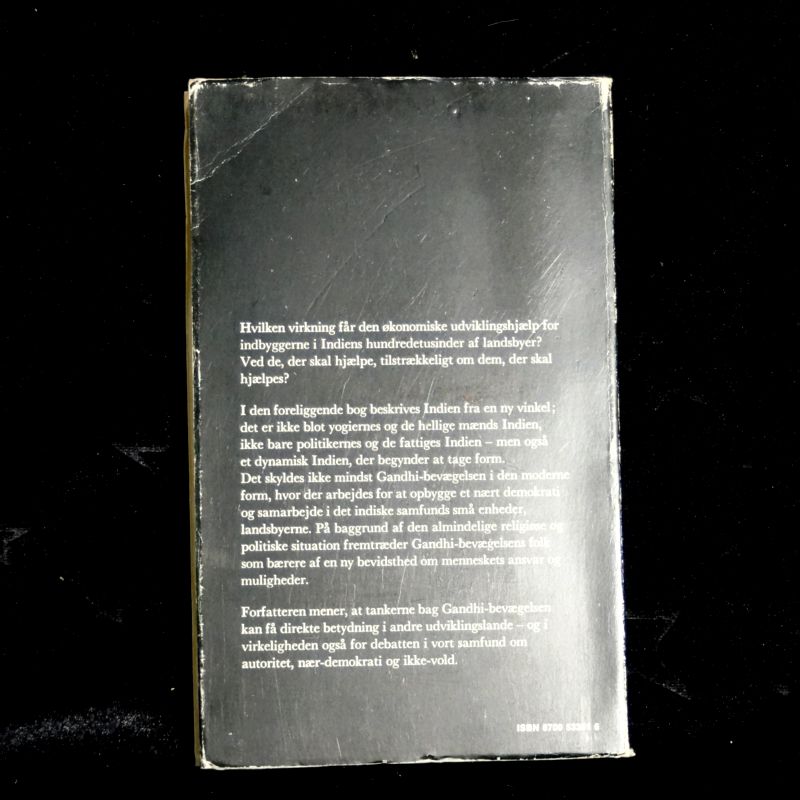 Hvilken virkning får den økonomiske udviklingshjælp for
indbyggerne i Indiens hundredetusinder af landsbyer?
Ved de, der skal hjælpe, tilstrækkeligt om dem, der skal
hjælpes?
I den foreliggende bog beskrives Indien fra en ny vinkel;
det er ikke blot yogiernes og de hellige mænds Indien,
ikke bare politikernes og de fattiges Indien – men også
et dynamisk Indien, der begynder at tage form.
Det skyldes ikke mindst Gandhi-bevægelsen i den moderne
form, hvor der arbejdes for at opbygge et nært demokrati
og samarbejde i det indiske samfunds små enheder,
landsbyerne. På baggrund af den almindelige religiøse og
politiske situation fremtræder Gandhi-bevægelsens folk
som bærere af en ny bevidsthed om menneskets ansvar og
muligheder.
Forfatteren mener, at tankerne bag Gandhi-bevægelsen
kan få direkte betydning i andre udviklingslande – og i
virkeligheden også for debatten i vort samfund om
autoritet, nær-demokrati og ikke-vold.
ISBN 8700